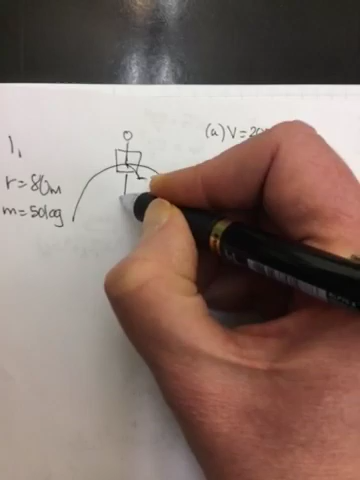 1.
(a) V = 20
r = 80m
m = 50kg